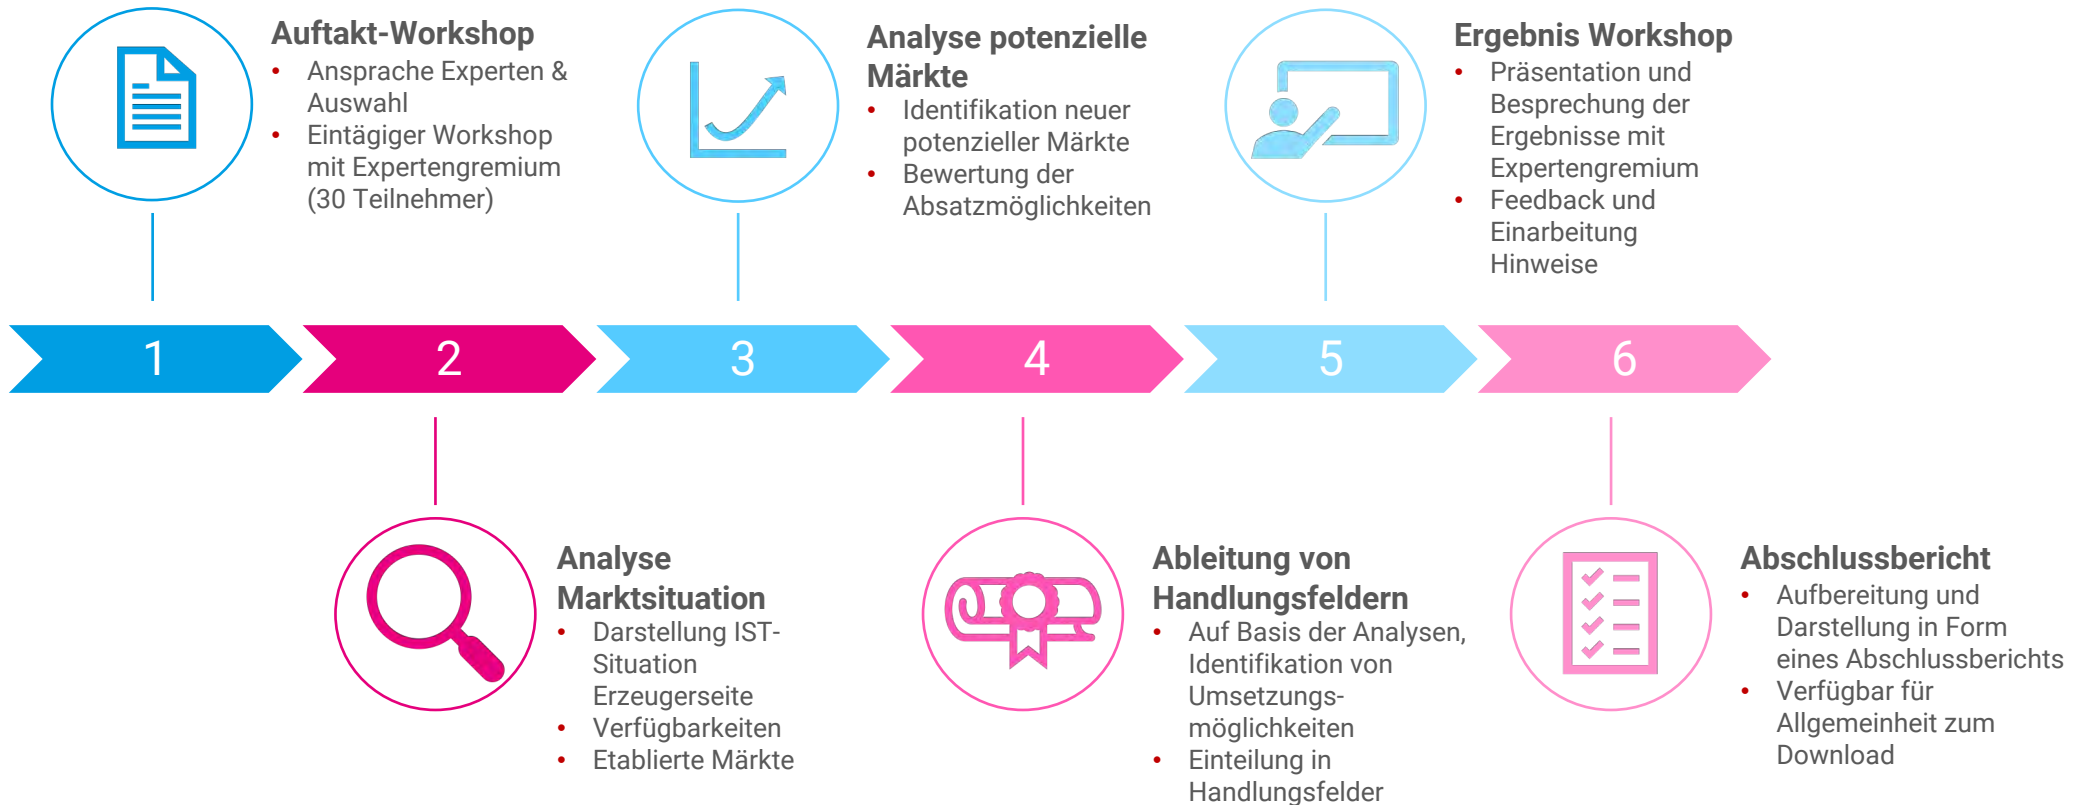 Auftakt-Workshop
• Ansprache Experten &
Auswahl
• Eintägiger Workshop
mit Expertengremium
(30 Teilnehmer)
Analyse potenzielle
Märkte
• Identifikation neuer
potenzieller Märkte
• Bewertung der
Absatzmöglichkeiten
Ergebnis Workshop
• Präsentation und
Besprechung der
Ergebnisse mit
Expertengremium
• Feedback und
Einarbeitung
Hinweise
1
2
3
4
5
6
Analyse
Marktsituation
• Darstellung IST-
Situation
Erzeugerseite
• Verfügbarkeiten
• Etablierte Märkte
Ableitung von
Handlungsfeldern
• Auf Basis der Analysen,
Identifikation von
Umsetzungs-
möglichkeiten
• Einteilung in
Handlungsfelder
Abschlussbericht
• Aufbereitung und
Darstellung in Form
eines Abschlussberichts
• Verfügbar für
Allgemeinheit zum
Download